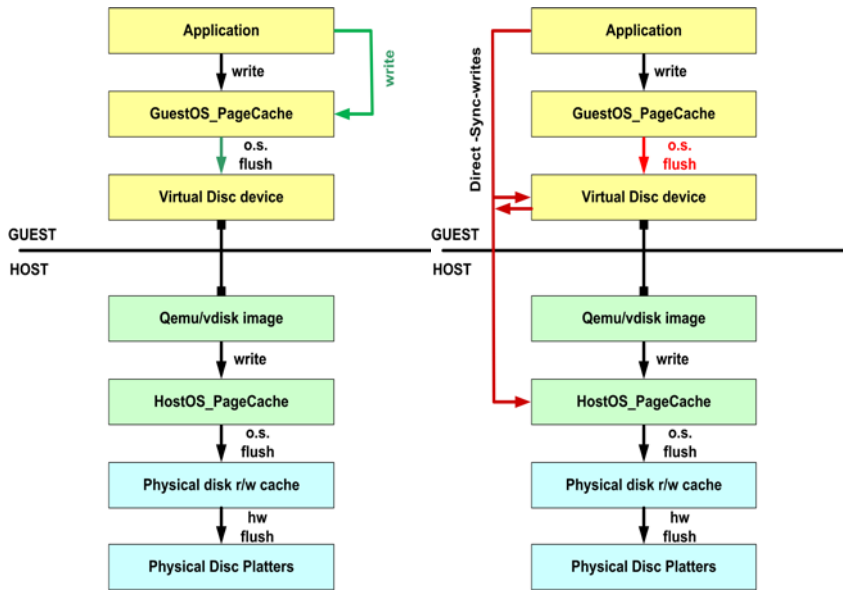 Application
write
write
GuestOS_PageCache
o.s.
flush
Virtual Disc device
GUEST
HOST
Qemu/vdisk image
write
HostOS_PageCache
o.s.
flush
Physical disk r/w cache
hw
flush
Physical Disc Platters
Application
write
Direct -Sync-writes
GuestOS_PageCache
o.s.
flush
Virtual Disc device
GUEST
HOST
Qemu/vdisk image
write
HostOS_PageCache
o.s.
flush
Physical disk r/w cache
hw
flush
Physical Disc Platters